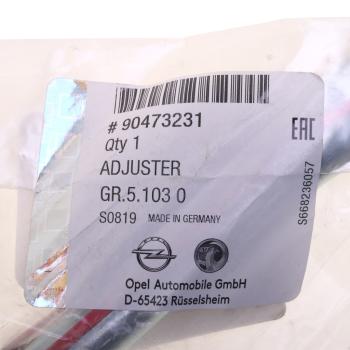 # 90473231
Qty 1
ADJUSTER
GR.5.103 0
S0819 MADE IN GERMANY
Opel Automobile GmbH
D-65423 Rüsselsheim
EAC
S668236057